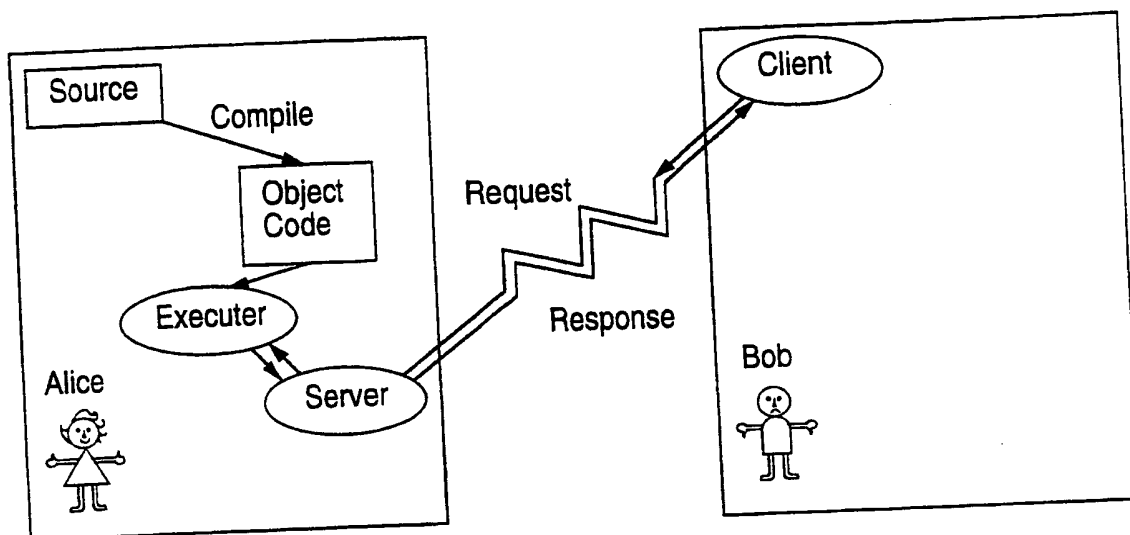 Source
Compile
Object
Code
Executer
Server
Alice
Request
Response
Client
Bob